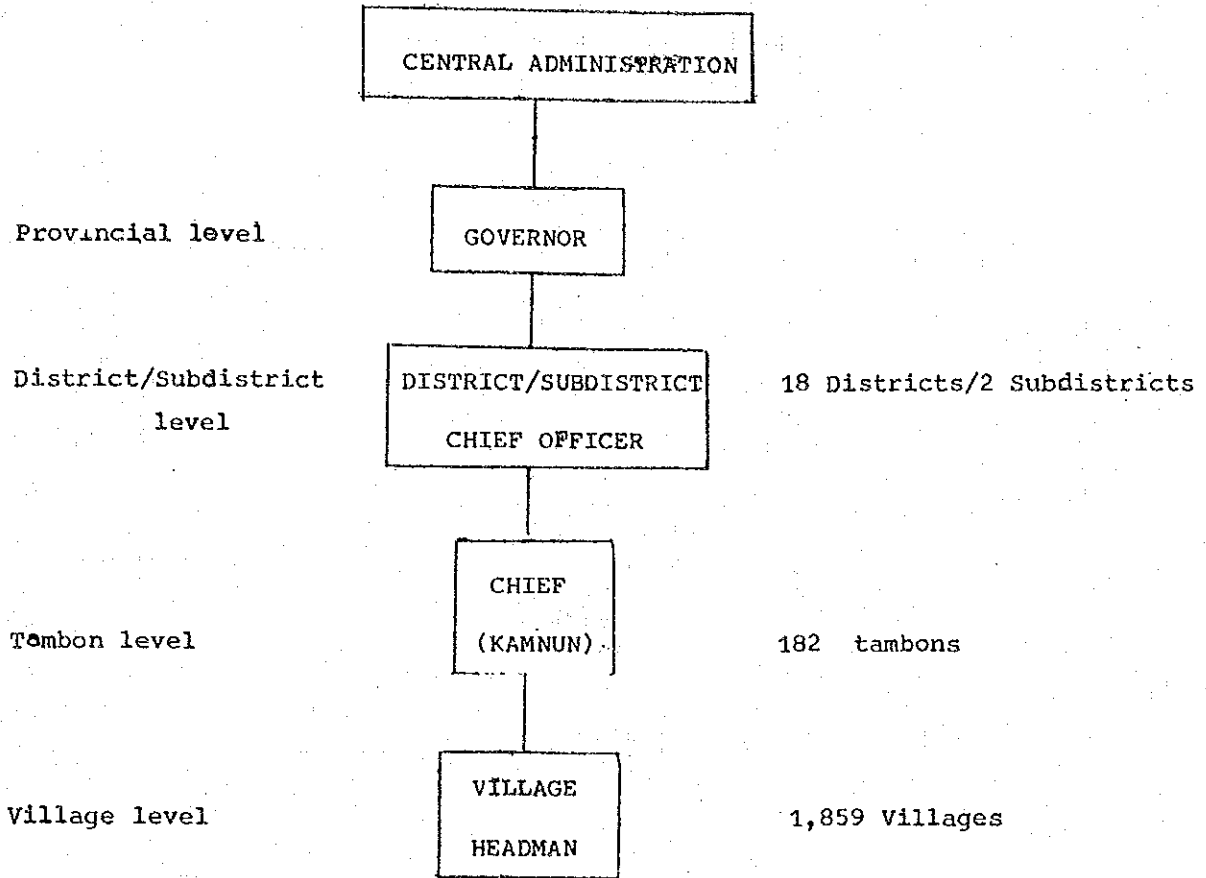 CENTRAL ADMINISTRATION
Provincial level
GOVERNOR
District/Subdistrict
level
DISTRICT/SUBDISTRICT
CHIEF OFFICER
18 Districts/2 Subdistricts
Tambon level
CHIEF
(KAMNUN)
182 tambons
Village level
VILLAGE
HEADMAN
1,859 Villages